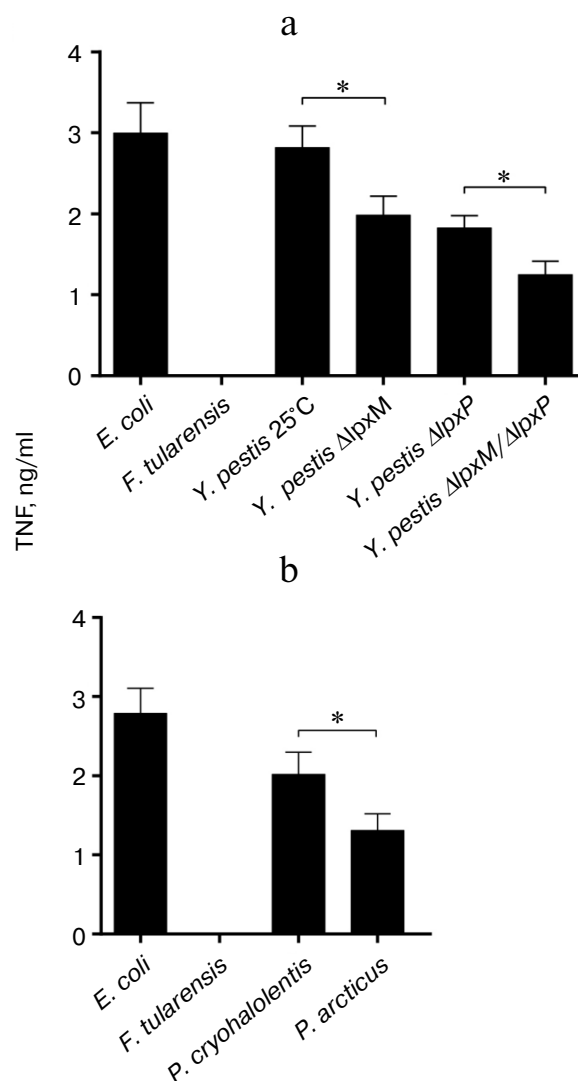 a
4
3
2
1
0
*
*
E. coli
F. tularensis
Y. pestis 25°C
Y. pestis ΔlpxM
Y. pestis ΔlpxP
Y. pestis ΔlpxM/ΔlpxP
TNF, ng/ml
b
4
3
2
1
0
*
E. coli
F. tularensis
P. cryohalolentis
P. arcticus